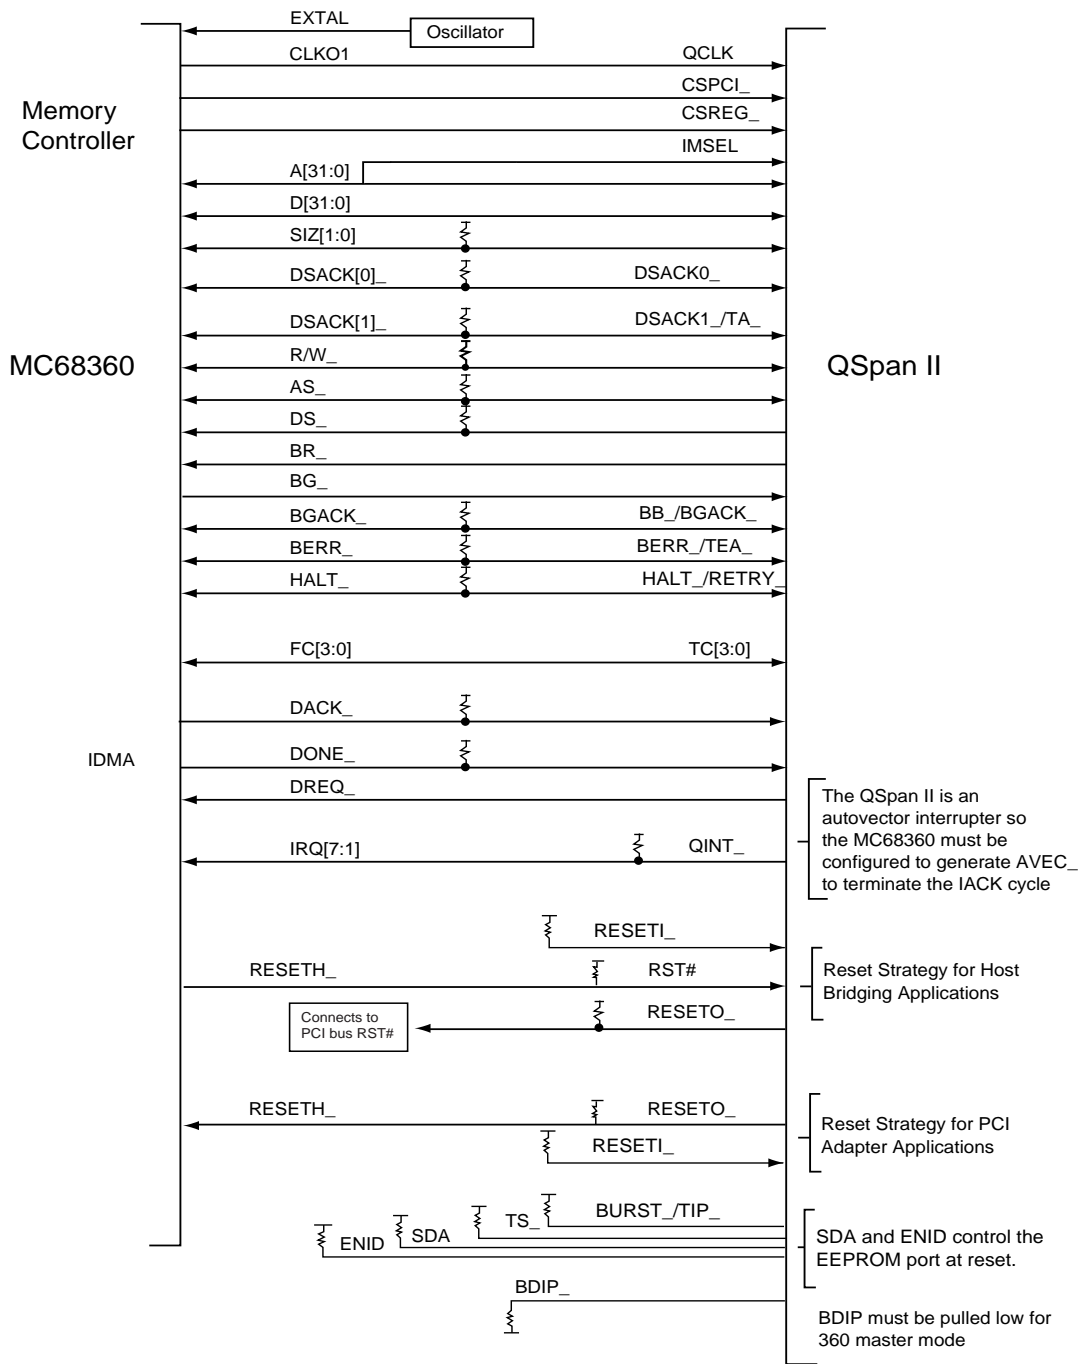 EXTAL
Oscillator
CLKO1 QCLK
CSPCI_
Memory
Controller
CSREG_
IMSEL
A[31:0]
D[31:0]
SIZ[1:0]
DSACK[0]_ DSACK0_
DSACK[1]_ DSACK1_/TA_
R/W_
MC68360
QSpan II
AS_
DS_
BR_
BG_
BGACK_ BB_/BGACK_
BERR_ BERR_/TEA_
HALT_ HALT_/RETRY_
FC[3:0] TC[3:0]
DACK_
IDMA
DONE_
DREQ_
The QSpan II is an
autovector interrupter so
the MC68360 must be
configured to generate AVEC_
to terminate the IACK cycle
IRQ[7:1] QINT_
RESETI_
RESETH_ RST#
Reset Strategy for Host
Bridging Applications
Connects to
PCI bus RST#
RESETO_
RESETH_ RESETO_
RESETI_
Reset Strategy for PCI
Adapter Applications
BURST_/TIP_
TS_
SDA
ENID
SDA and ENID control the
EEPROM port at reset.
BDIP_
BDIP must be pulled low for
360 master mode